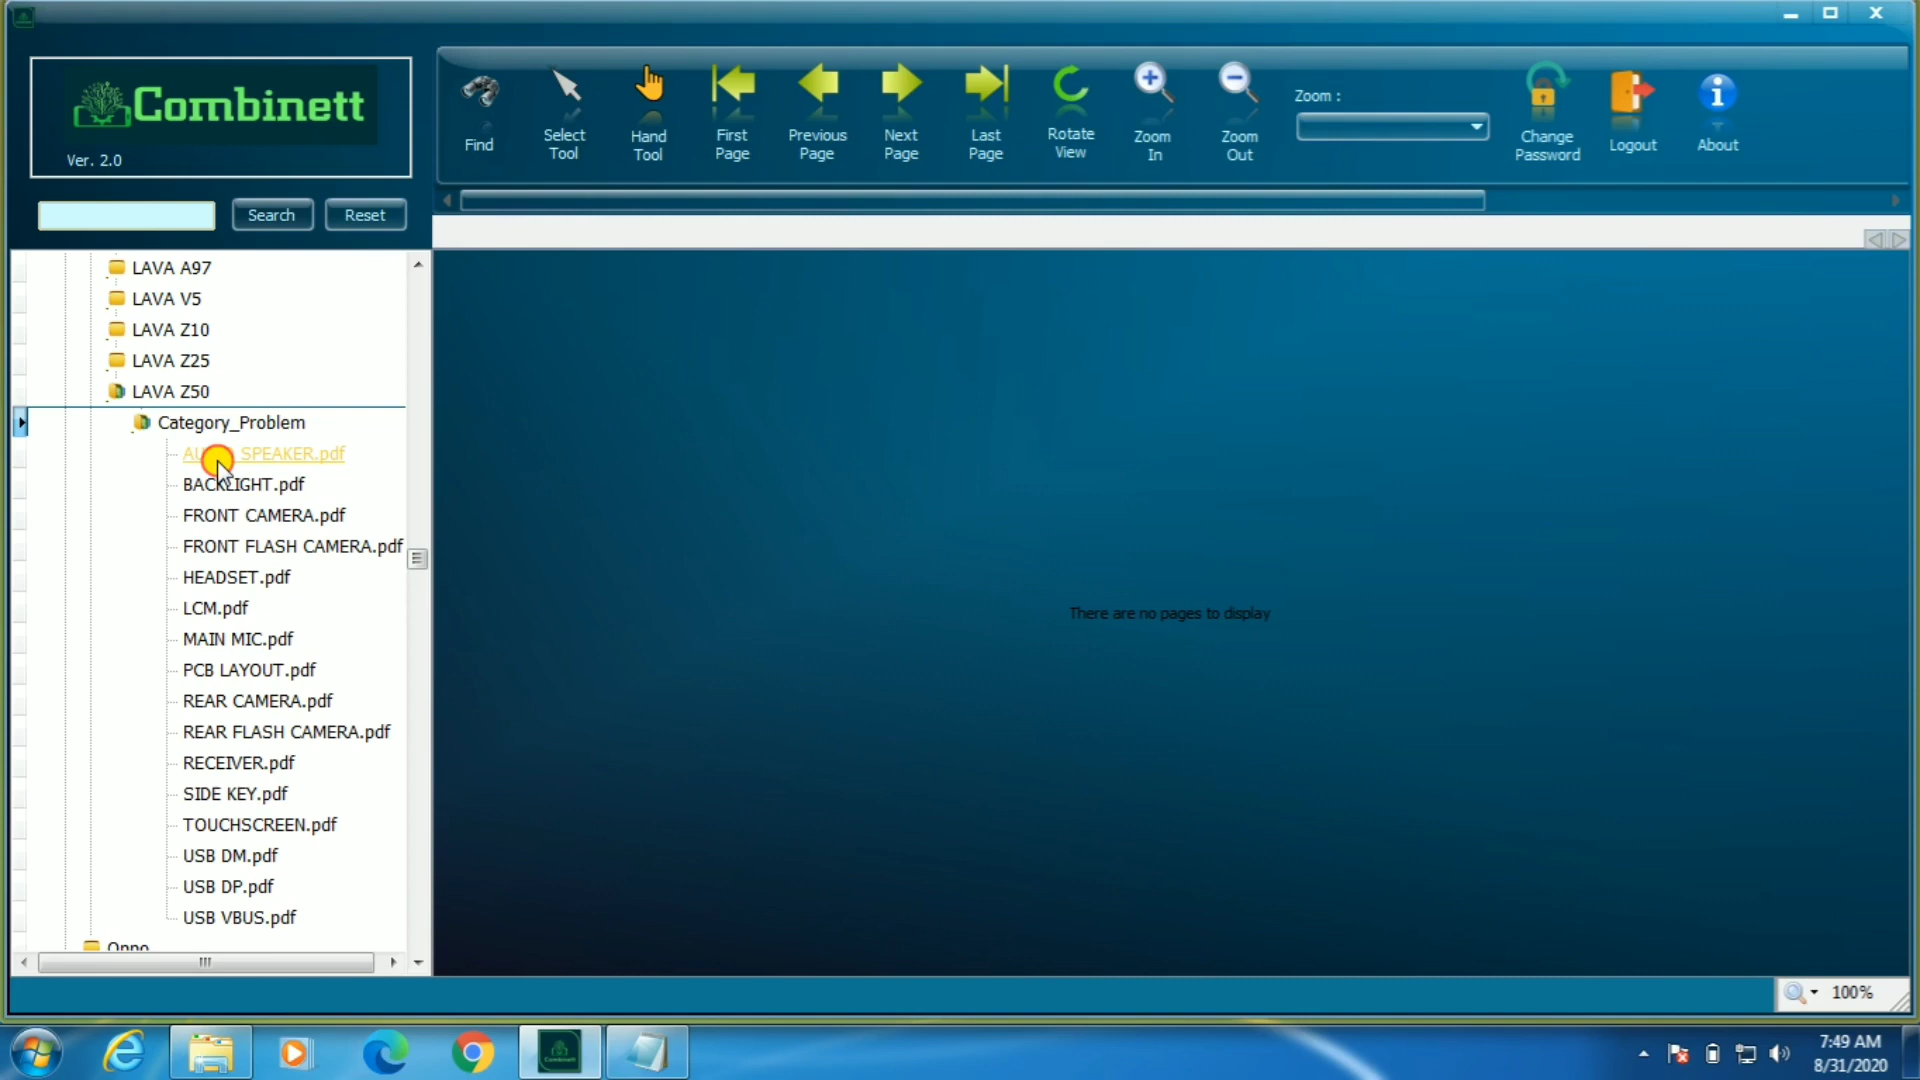 Combinett
Ver. 2.0
Find
Select Tool
Hand Tool
First Page
Previous Page
Next Page
Last Page
Rotate View
Zoom In
Zoom Out
Zoom :
Change Password
Logout
About
Search
Reset
LAVA A97
LAVA V5
LAVA Z10
LAVA Z25
LAVA Z50
Category_Problem
SPEAKER.pdf
BACKLIGHT.pdf
FRONT CAMERA.pdf
FRONT FLASH CAMERA.pdf
HEADSET.pdf
LCM.pdf
MAIN MIC.pdf
PCB LAYOUT.pdf
REAR CAMERA.pdf
REAR FLASH CAMERA.pdf
RECEIVER.pdf
SIDE KEY.pdf
TOUCHSCREEN.pdf
USB DM.pdf
USB DP.pdf
USB VBUS.pdf
Oppo
There are no pages to display
100%
7:49 AM
8/31/2020